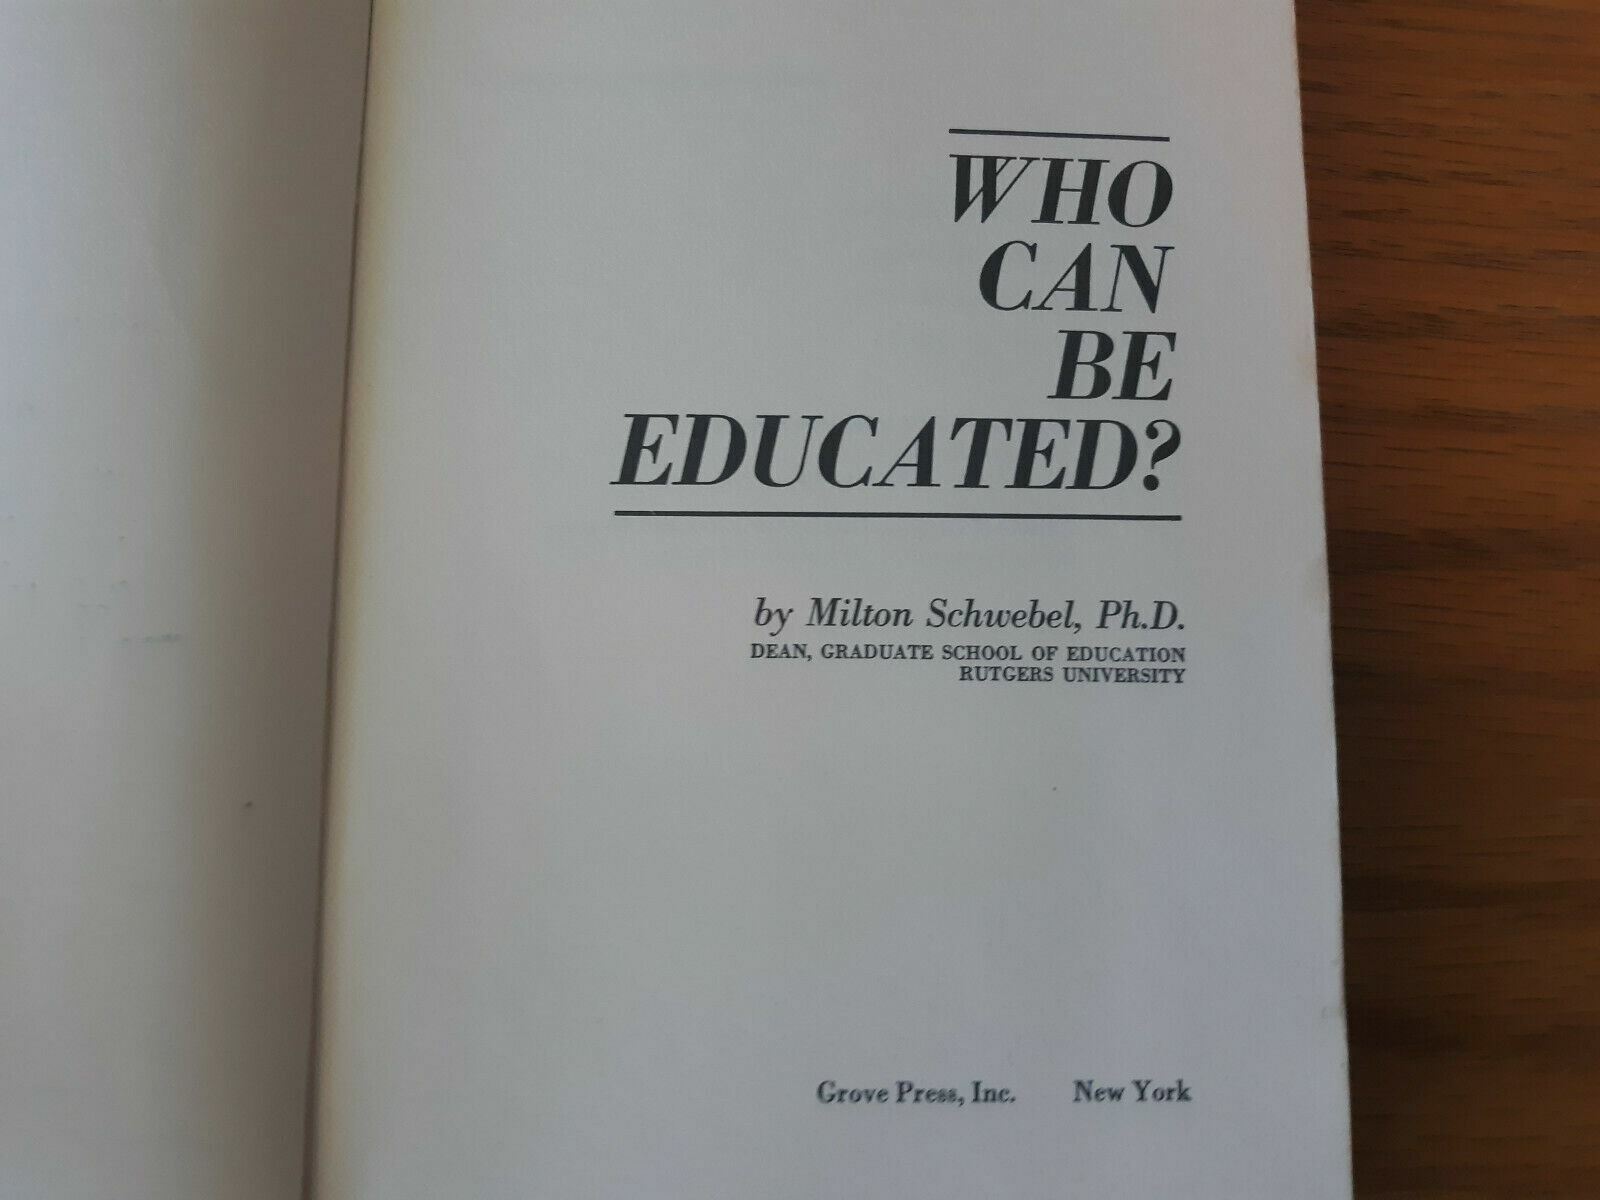 WHO
CAN
BE
EDUCATED?
by Milton Schwebel, Ph.D.
DEAN, GRADUATE SCHOOL OF EDUCATION
RUTGERS UNIVERSITY
Grove Press, Inc. New York